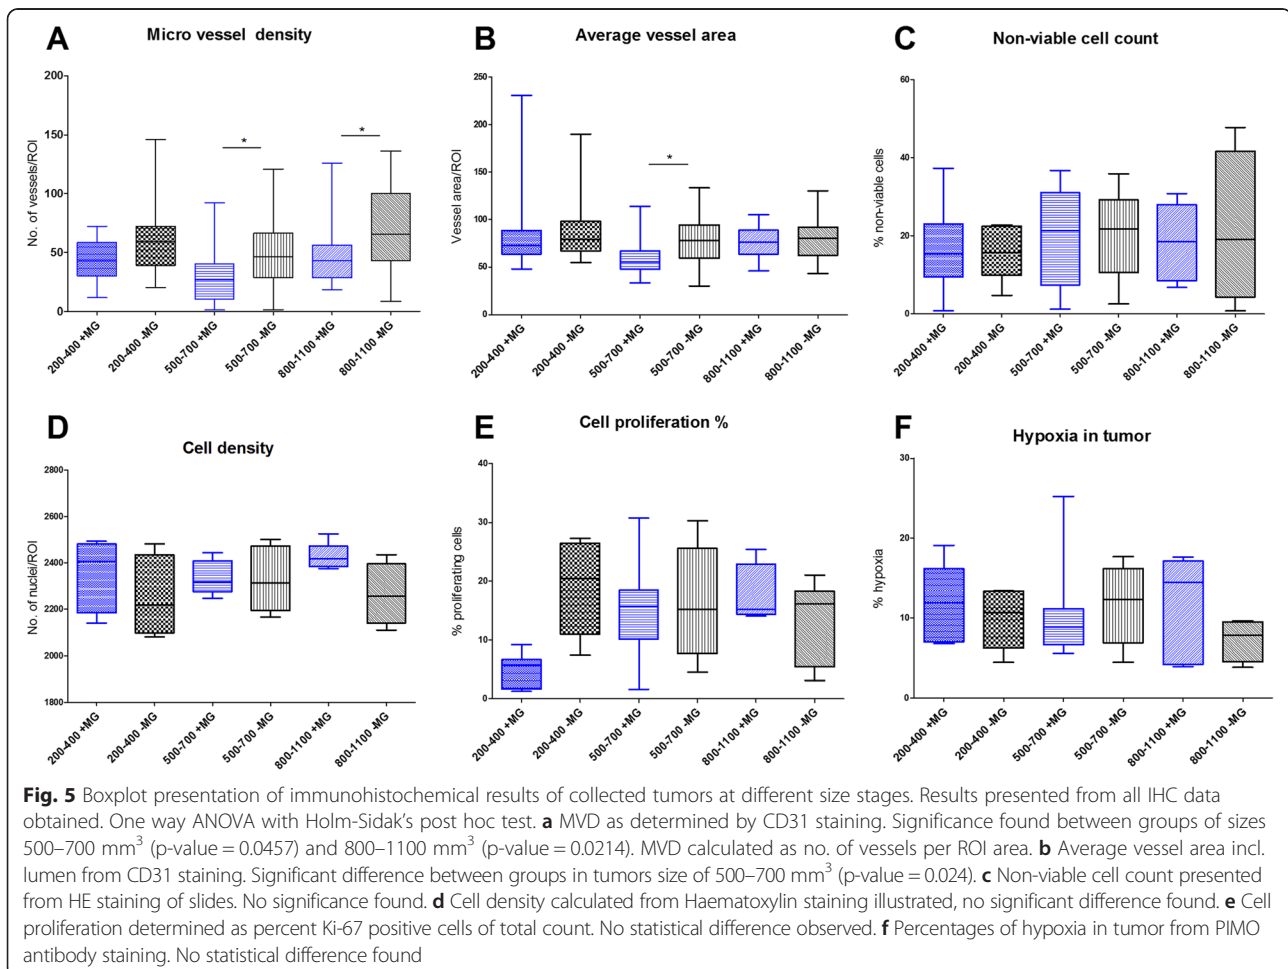 A
Micro vessel density
No. of vessels/ROI
200
150
100
50
0
*
*
200-400 +MG
200-400 -MG
500-700 +MG
500-700 -MG
800-1100 +MG
800-1100 -MG
B
Average vessel area
Vessel area/ROI
250
200
150
100
50
0
*
200-400 +MG
200-400 -MG
500-700 +MG
500-700 -MG
800-1100 +MG
800-1100 -MG
C
Non-viable cell count
% non-viable cells
60
40
20
0
200-400 +MG
200-400 -MG
500-700 +MG
500-700 -MG
800-1100 +MG
800-1100 -MG
D
Cell density
No. of nuclei/ROI
2800
2600
2400
2200
2000
1800
200-400 +MG
200-400 -MG
500-700 +MG
500-700 -MG
800-1100 +MG
800-1100 -MG
E
Cell proliferation %
% proliferating cells
40
30
20
10
0
200-400 +MG
200-400 -MG
500-700 +MG
500-700 -MG
800-1100 +MG
800-1100 -MG
F
Hypoxia in tumor
% hypoxia
30
20
10
0
200-400 +MG
200-400 -MG
500-700 +MG
500-700 -MG
800-1100 +MG
800-1100 -MG
Fig. 5 Boxplot presentation of immunohistochemical results of collected tumors at different size stages. Results presented from all IHC data
obtained. One way ANOVA with Holm-Sidak's post hoc test. a MVD as determined by CD31 staining. Significance found between groups of sizes
500–700 mm³ (p-value = 0.0457) and 800–1100 mm³ (p-value = 0.0214). MVD calculated as no. of vessels per ROI area. b Average vessel area incl.
lumen from CD31 staining. Significant difference between groups in tumors size of 500–700 mm³ (p-value = 0.024). c Non-viable cell count presented
from HE staining of slides. No significance found. d Cell density calculated from Haematoxylin staining illustrated, no significant difference found. e Cell
proliferation determined as percent Ki-67 positive cells of total count. No statistical difference observed. f Percentages of hypoxia in tumor from PIMO
antibody staining. No statistical difference found